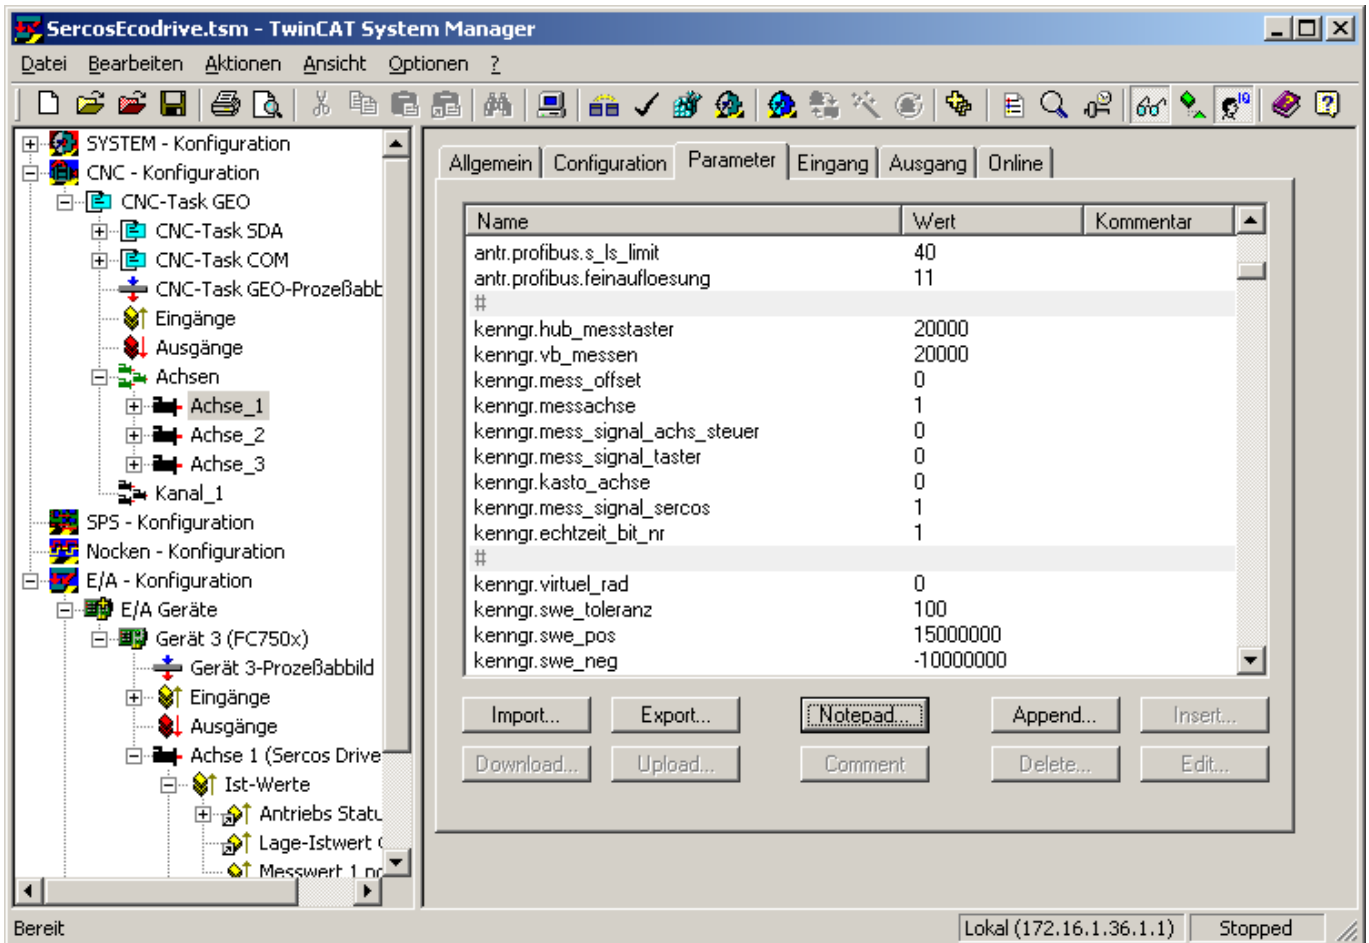 SercosEcodrive.tsm - TwinCAT System Manager
Datei Bearbeiten Aktionen Ansicht Optionen ?
SYSTEM - Konfiguration
CNC - Konfiguration
CNC-Task GEO
CNC-Task SDA
CNC-Task COM
CNC-Task GEO-Prozeßabb
Eingänge
Ausgänge
Achsen
Achse_1
Achse_2
Achse_3
Kanal_1
SPS - Konfiguration
Nocken - Konfiguration
E/A - Konfiguration
E/A Geräte
Gerät 3 (FC750x)
Gerät 3-Prozeßabbild
Eingänge
Ausgänge
Achse 1 (Sercos Drive
Ist-Werte
Antriebs Statu
Lage-Istwert
Messwert 1 
Allgemein Configuration Parameter Eingang Ausgang Online
Name Wert Kommentar
antr.profibus.s_ls_limit 40
antr.profibus.feinaufloesung 11
#
kenngr.hub_messtaster 20000
kenngr.vb_messen 20000
kenngr.mess_offset 0
kenngr.messachse 1
kenngr.mess_signal_achs_steuer 0
kenngr.mess_signal_taster 0
kenngr.kasto_achse 0
kenngr.mess_signal_sercos 1
kenngr.echtzeit_bit_nr 1
#
kenngr.virtuel_rad 0
kenngr.swe_toleranz 100
kenngr.swe_pos 15000000
kenngr.swe_neg -10000000
Import... Export... Notepad... Append... Insert...
Download... Upload... Comment Delete... Edit...
Bereit Lokal (172.16.1.36.1.1) Stopped